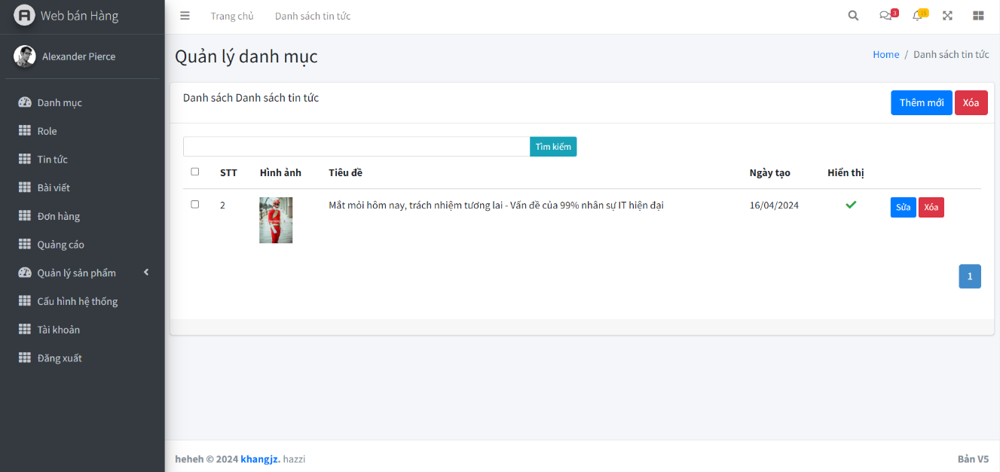 Web bán Hàng
Trang chủ
Danh sách tin tức
3
15
Alexander Pierce
Quản lý danh mục
Home / Danh sách tin tức
Danh mục
Role
Tin tức
Bài viết
Đơn hàng
Quảng cáo
Quản lý sản phẩm
Cấu hình hệ thống
Tài khoản
Đăng xuất
Danh sách Danh sách tin tức
Thêm mới
Xóa
Tìm kiếm
STT Hình ảnh Tiêu đề Ngày tạo Hiển thị
2 Mắt mỏi hôm nay, trách nhiệm tương lai - Vấn đề của 99% nhân sự IT hiện đại 16/04/2024 Sửa Xóa
1
heheh © 2024 khangjz. hazzi
Bản V5